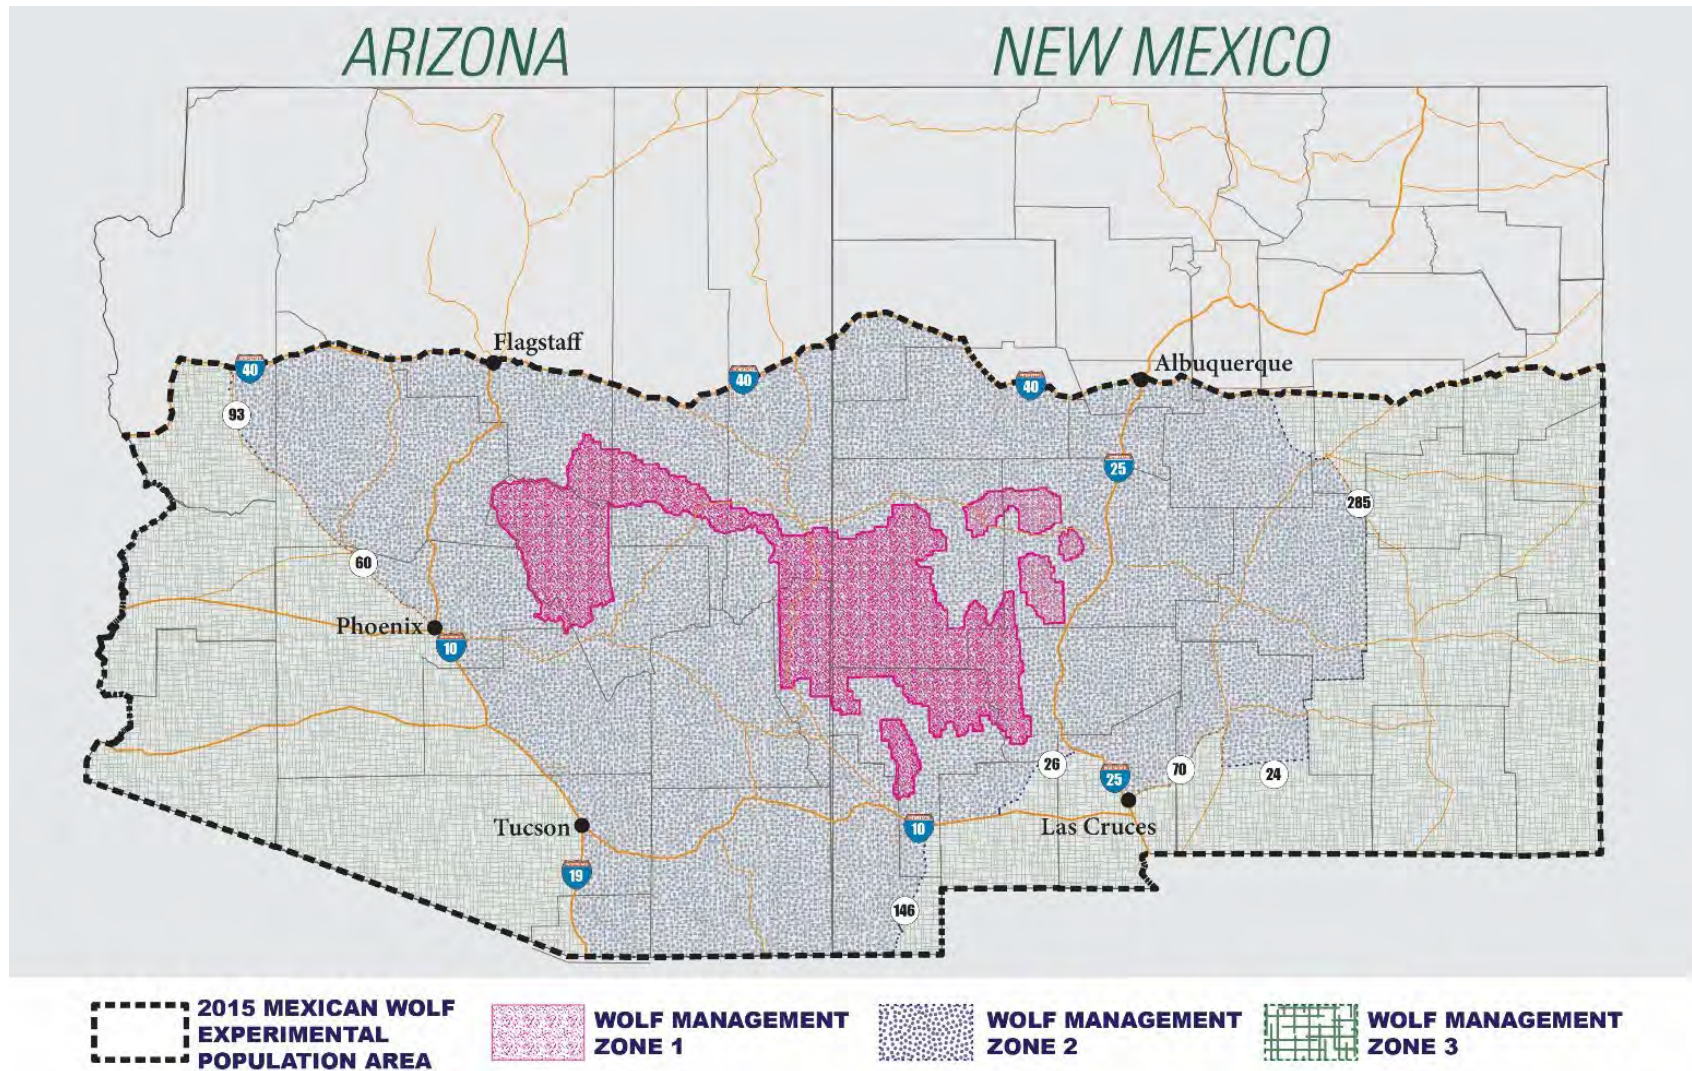 ARIZONA
NEW MEXICO
Flagstaff
Albuquerque
40
40
40
93
25
285
60
Phoenix
10
26
25
70
24
Las Cruces
Tucson
10
19
146
2015 MEXICAN WOLF
EXPERIMENTAL
POPULATION AREA
WOLF MANAGEMENT
ZONE 1
WOLF MANAGEMENT
ZONE 2
WOLF MANAGEMENT
ZONE 3